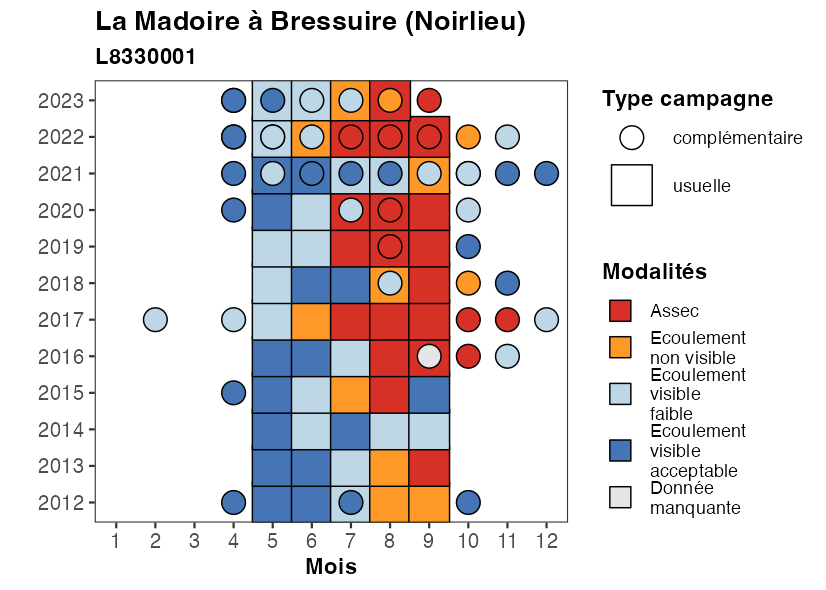 La Madoire à Bressuire (Noirlieu)
L8330001
2023
2022
2021
2020
2019
2018
2017
2016
2015
2014
2013
2012
1 2 3 4 5 6 7 8 9 10 11 12
Mois
Type campagne
complémentaire
usuelle
Modalités
Assec
Ecoulement
non visible
Ecoulement
visible
faible
Ecoulement
visible
acceptable
Donnée
manquante